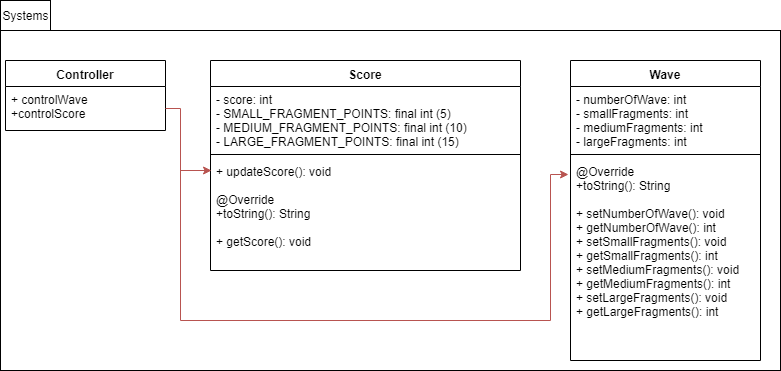 Systems
Controller
+ controlWave
+controlScore
Score
- score: int
- SMALL_FRAGMENT_POINTS: final int (5)
- MEDIUM_FRAGMENT_POINTS: final int (10)
- LARGE_FRAGMENT_POINTS: final int (15)
+ updateScore(): void
@Override
+toString(): String
+ getScore(): void
Wave
- numberOfWave: int
- smallFragments: int
- mediumFragments: int
- largeFragments: int
@Override
+toString(): String
+ setNumberOfWave(): void
+ getNumberOfWave(): int
+ setSmallFragments(): void
+ getSmallFragments(): int
+ setMediumFragments(): void
+ getMediumFragments(): int
+ setLargeFragments(): void
+ getLargeFragments(): int